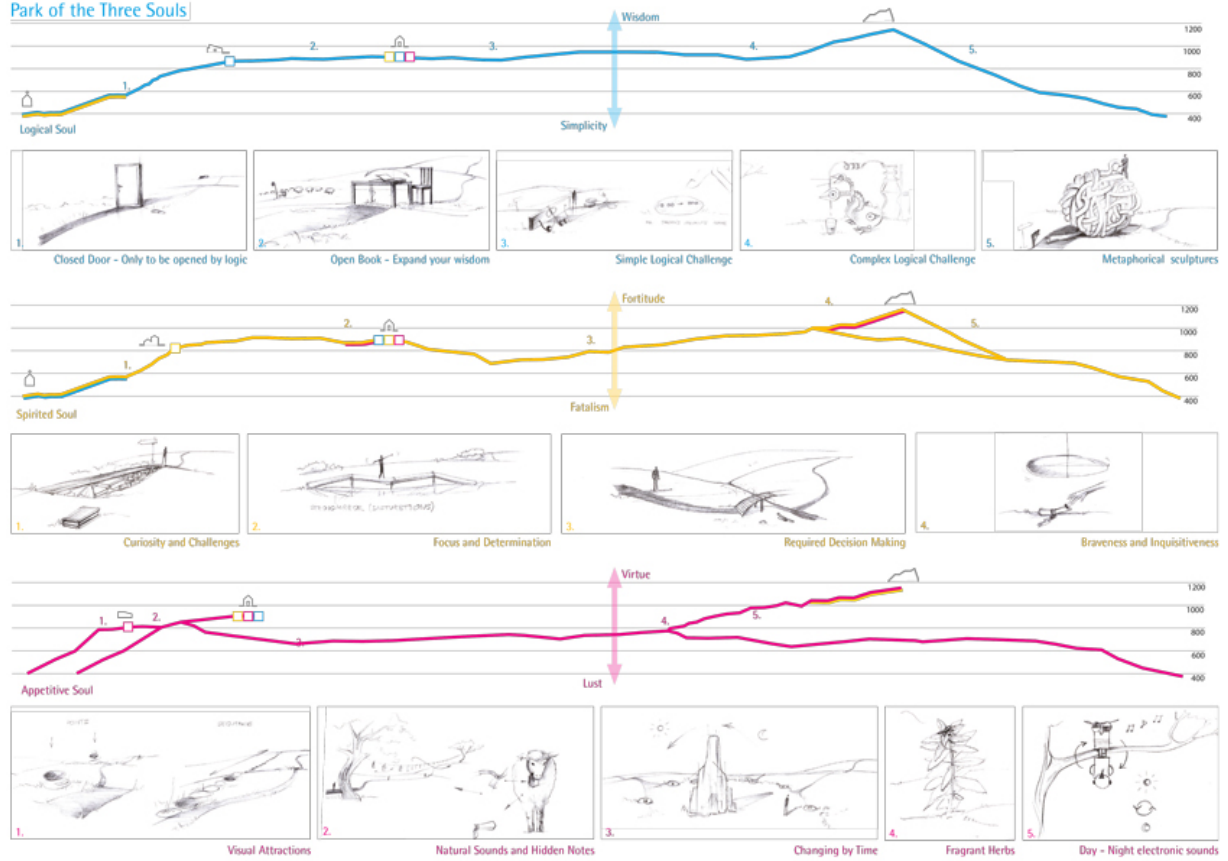 Park of the Three Souls
Wisdom
1200
1000
800
600
400
1.
2.
3.
4.
5.
Logical Soul
Simplicity
1.
2.
3.
4.
5.
Closed Door - Only to be opened by logic
Open Book - Expand your wisdom
Simple Logical Challenge
Complex Logical Challenge
Metaphorical sculptures
Fortitude
1200
1000
800
600
400
1.
2.
3.
4.
5.
Spirited Soul
Fatalism
1.
2.
3.
4.
Curiosity and Challenges
Focus and Determination
Required Decision Making
Braveness and Inquisitiveness
Virtue
1200
1000
800
600
400
1.
2.
3.
4.
5.
Appetitive Soul
Lust
1.
2.
3.
4.
5.
Visual Attractions
Natural Sounds and Hidden Notes
Changing by Time
Fragrant Herbs
Day - Night electronic sounds